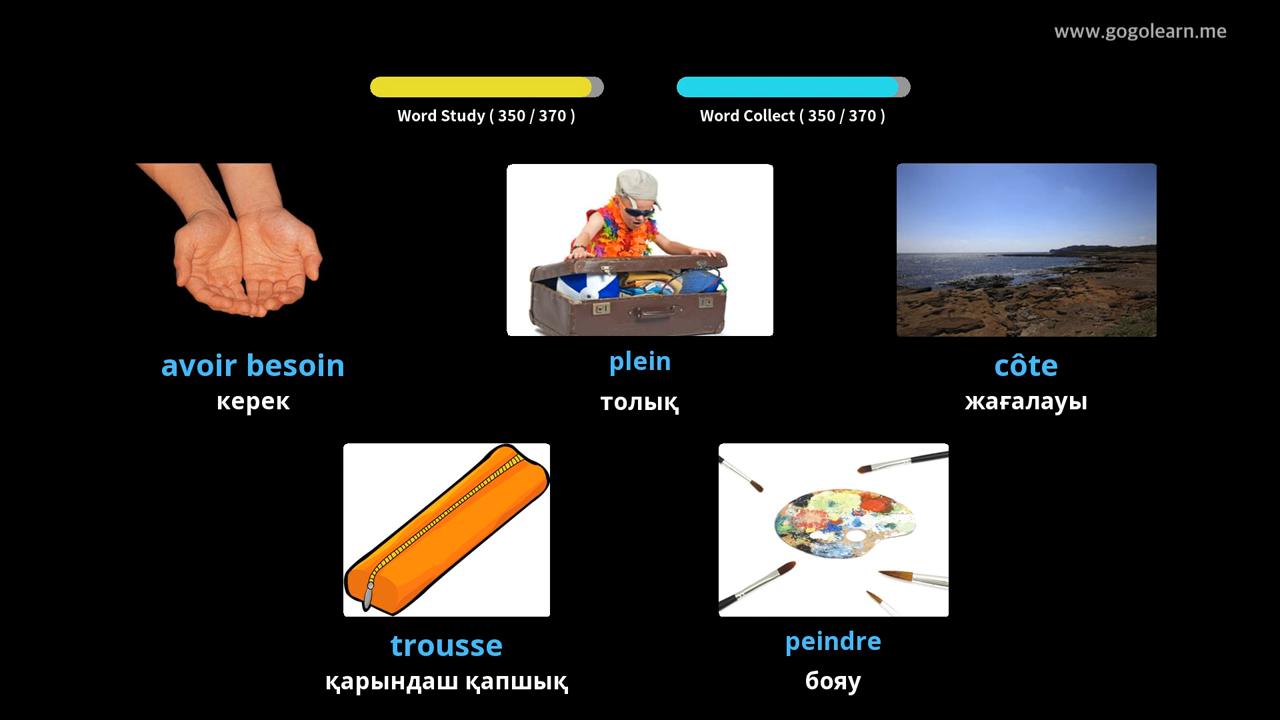 www.gogolearn.me
Word Study ( 350 / 370 )
Word Collect ( 350 / 370 )
avoir besoin
керек
plein
толық
côte
жағалауы
trousse
қарындаш қапшық
peindre
бояу